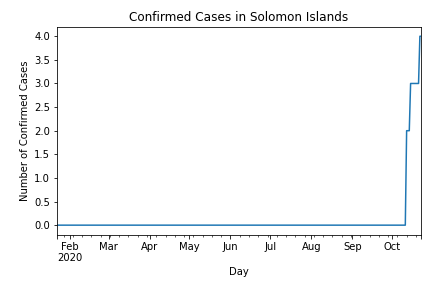 Confirmed Cases in Solomon Islands
4.0
3.5
3.0
2.5
2.0
1.5
1.0
0.5
0.0
Number of Confirmed Cases
Feb Mar Apr May Jun Jul Aug Sep Oct
2020
Day